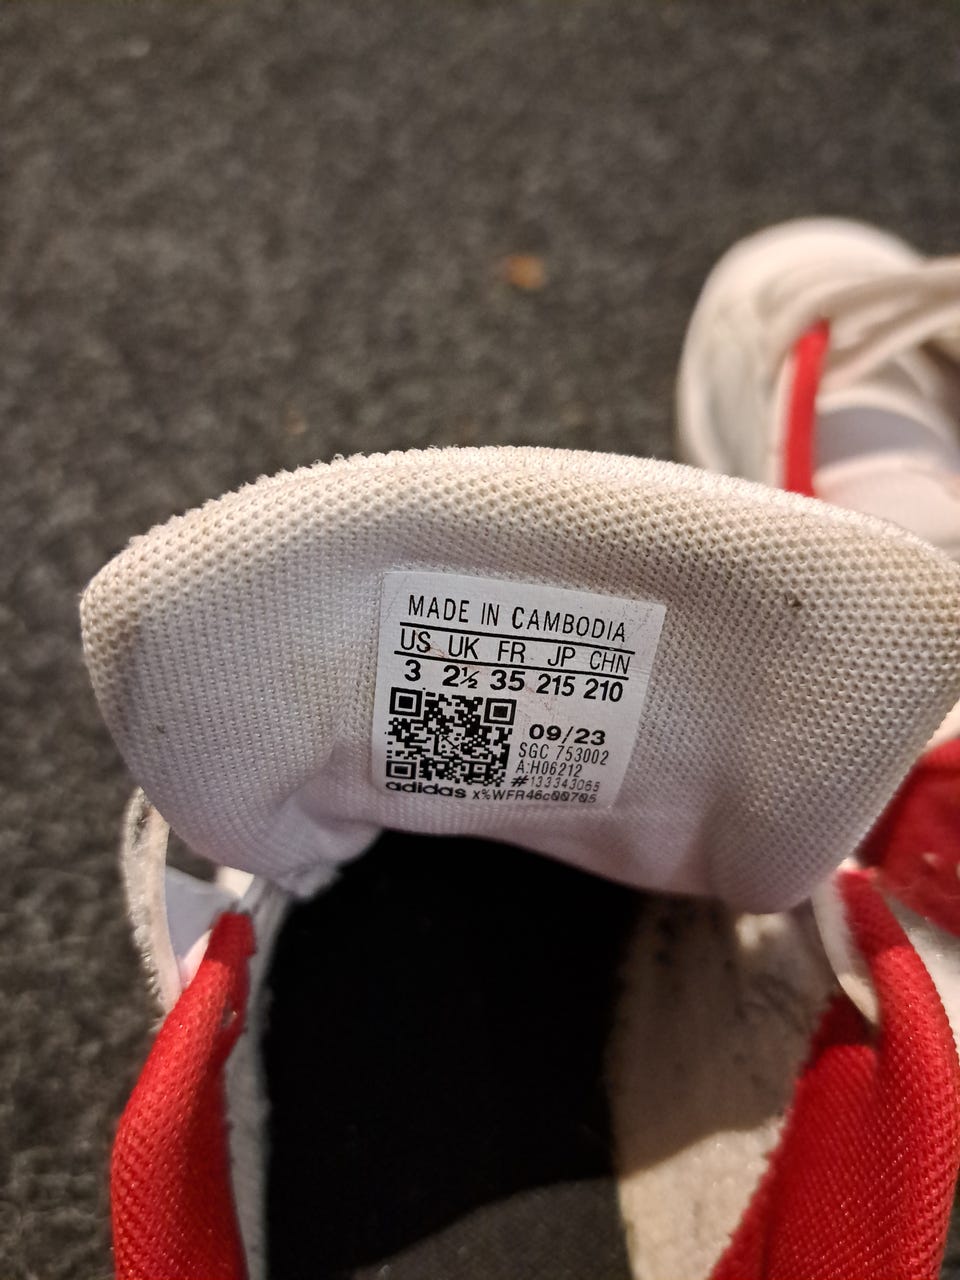 MADE IN CAMBODIA
US UK FR JP CHN
3 2½ 35 215 210
09/23
SGC 753002
A:H06212
#133343065
adidas x%WFR46c00705